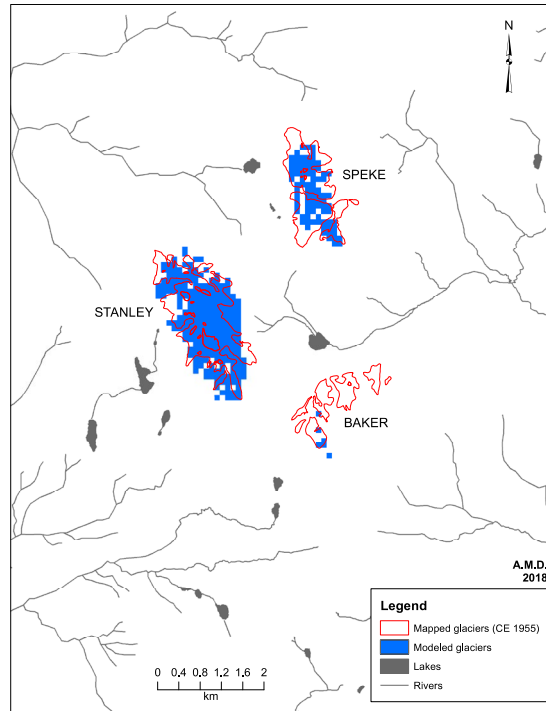 N
SPEKE
STANLEY
BAKER
A.M.D.
2018
Legend
Mapped glaciers (CE 1955)
Modeled glaciers
Lakes
Rivers
0 0.4 0.8 1.2 1.6 2
km